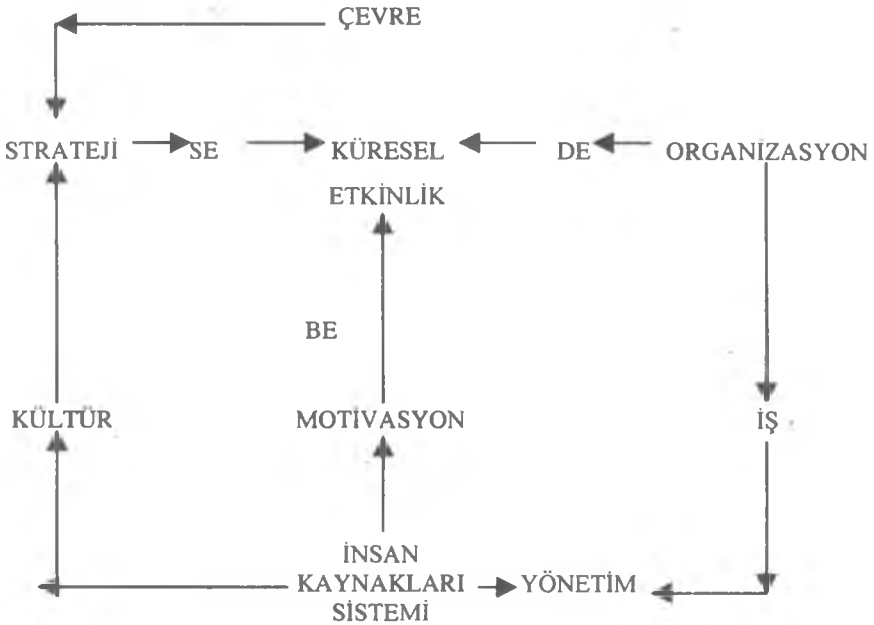 ÇEVRE
STRATEJİ SE KÜRESEL DE ORGANİZASYON
ETKİNLİK
BE
KÜLTÜR MOTİVASYON İŞ
İNSAN
KAYNAKLARI YÖNETİM
SİSTEMİ